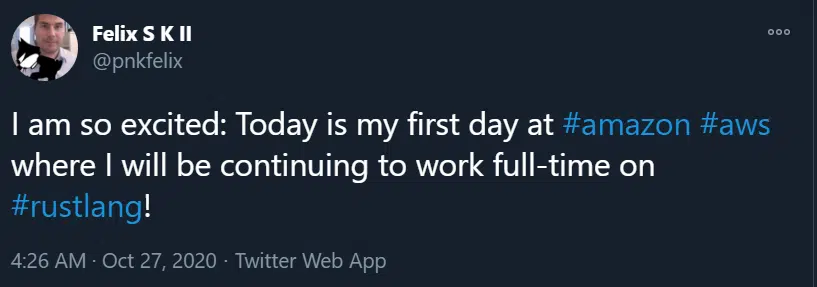 Felix S K II
@pnkfelix
I am so excited: Today is my first day at #amazon #aws
where I will be continuing to work full-time on
#rustlang!
4:26 AM · Oct 27, 2020 · Twitter Web App